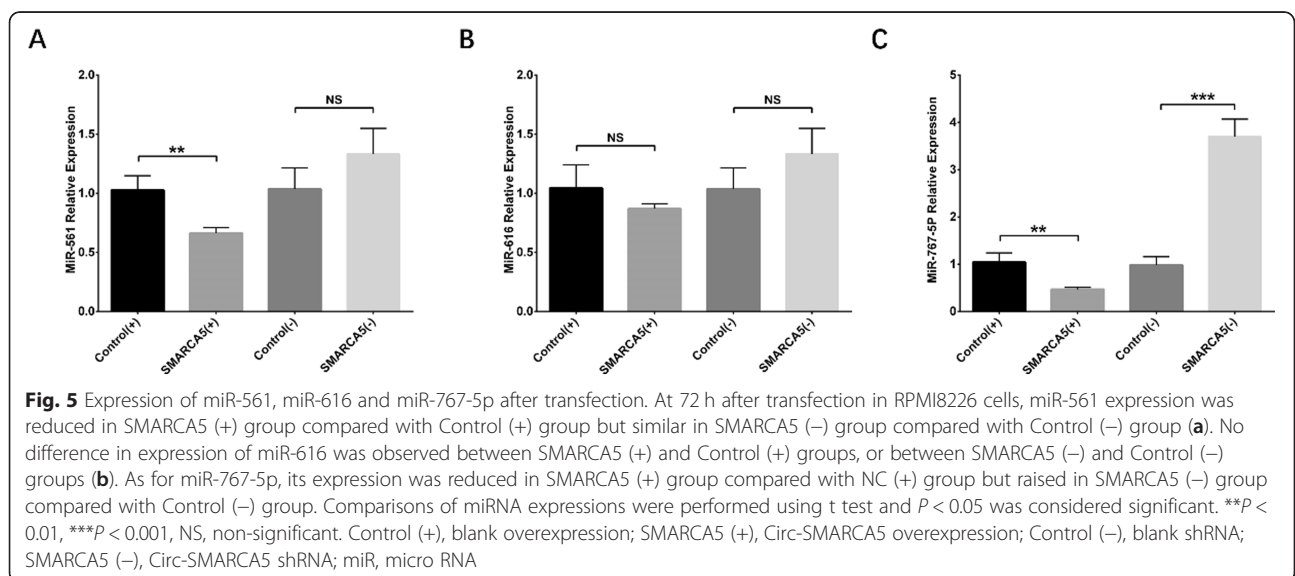 A
B
C
MiR-561 Relative Expression
2.0
1.5
1.0
0.5
0.0
**
NS
Control(+)
SMARCA5(+)
Control(-)
SMARCA5(-)
MiR-616 Relative Expression
2.0
1.5
1.0
0.5
0.0
NS
NS
Control(+)
SMARCA5(+)
Control(-)
SMARCA5(-)
MiR-767-5P Relative Expression
5
4
3
2
1
0
**
***
Control(+)
SMARCA5(+)
Control(-)
SMARCA5(-)
Fig. 5 Expression of miR-561, miR-616 and miR-767-5p after transfection. At 72 h after transfection in RPMI8226 cells, miR-561 expression was
reduced in SMARCA5 (+) group compared with Control (+) group but similar in SMARCA5 (−) group compared with Control (−) group (a). No
difference in expression of miR-616 was observed between SMARCA5 (+) and Control (+) groups, or between SMARCA5 (−) and Control (−)
groups (b). As for miR-767-5p, its expression was reduced in SMARCA5 (+) group compared with NC (+) group but raised in SMARCA5 (−) group
compared with Control (−) group. Comparisons of miRNA expressions were performed using t test and P < 0.05 was considered significant. **P <
0.01, ***P < 0.001, NS, non-significant. Control (+), blank overexpression; SMARCA5 (+), Circ-SMARCA5 overexpression; Control (−), blank shRNA;
SMARCA5 (−), Circ-SMARCA5 shRNA; miR, micro RNA